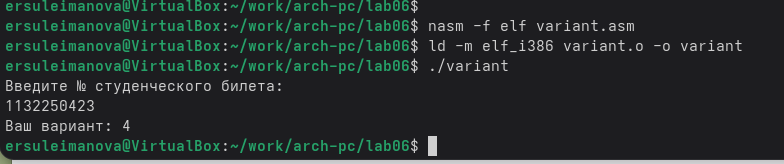 ersuleimanova@VirtualBox:~/work/arch-pc/lab06$
ersuleimanova@VirtualBox:~/work/arch-pc/lab06$ nasm -f elf variant.asm
ersuleimanova@VirtualBox:~/work/arch-pc/lab06$ ld -m elf_i386 variant.o -o variant
ersuleimanova@VirtualBox:~/work/arch-pc/lab06$ ./variant
Введите № студенческого билета:
1132250423
Ваш вариант: 4
ersuleimanova@VirtualBox:~/work/arch-pc/lab06$